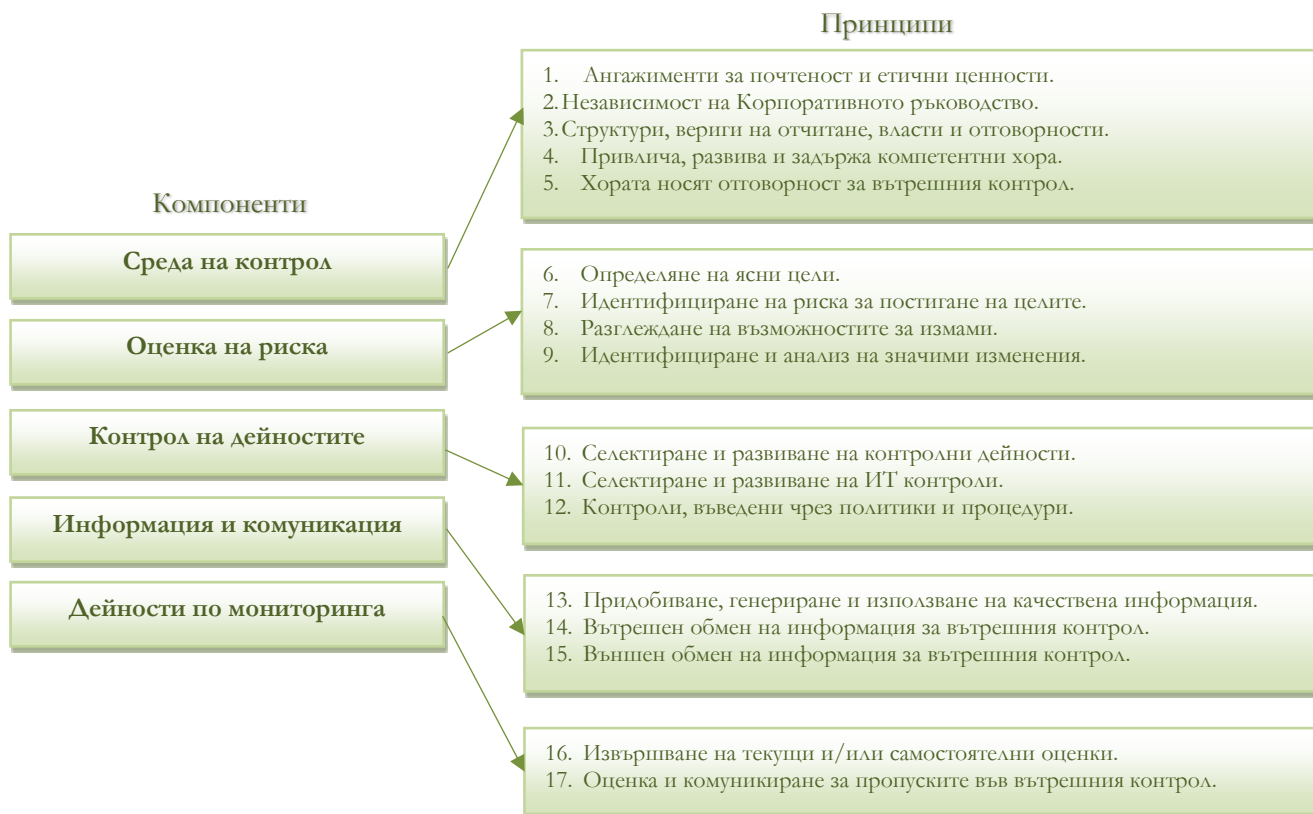 Принципи
1. Ангажименти за почтеност и етични ценности.
2. Независимост на Корпоративното ръководство.
3. Структури, вериги на отчитане, власти и отговорности.
4. Привлича, развива и задържа компетентни хора.
5. Хората носят отговорност за вътрешния контрол.
Компоненти
Среда на контрол
6. Определяне на ясни цели.
7. Идентифициране на риска за постигане на целите.
8. Разглеждане на възможностите за измами.
9. Идентифициране и анализ на значими изменения.
Оценка на риска
Контрол на дейностите
10. Селектиране и развиване на контролни дейности.
11. Селектиране и развиване на ИТ контроли.
12. Контроли, въведени чрез политики и процедури.
Информация и комуникация
Дейности по мониторинга
13. Придобиване, генериране и използване на качествена информация.
14. Вътрешен обмен на информация за вътрешния контрол.
15. Външен обмен на информация за вътрешния контрол.
16. Извършване на текущи и/или самостоятелни оценки.
17. Оценка и комуникиране за пропуските във вътрешния контрол.